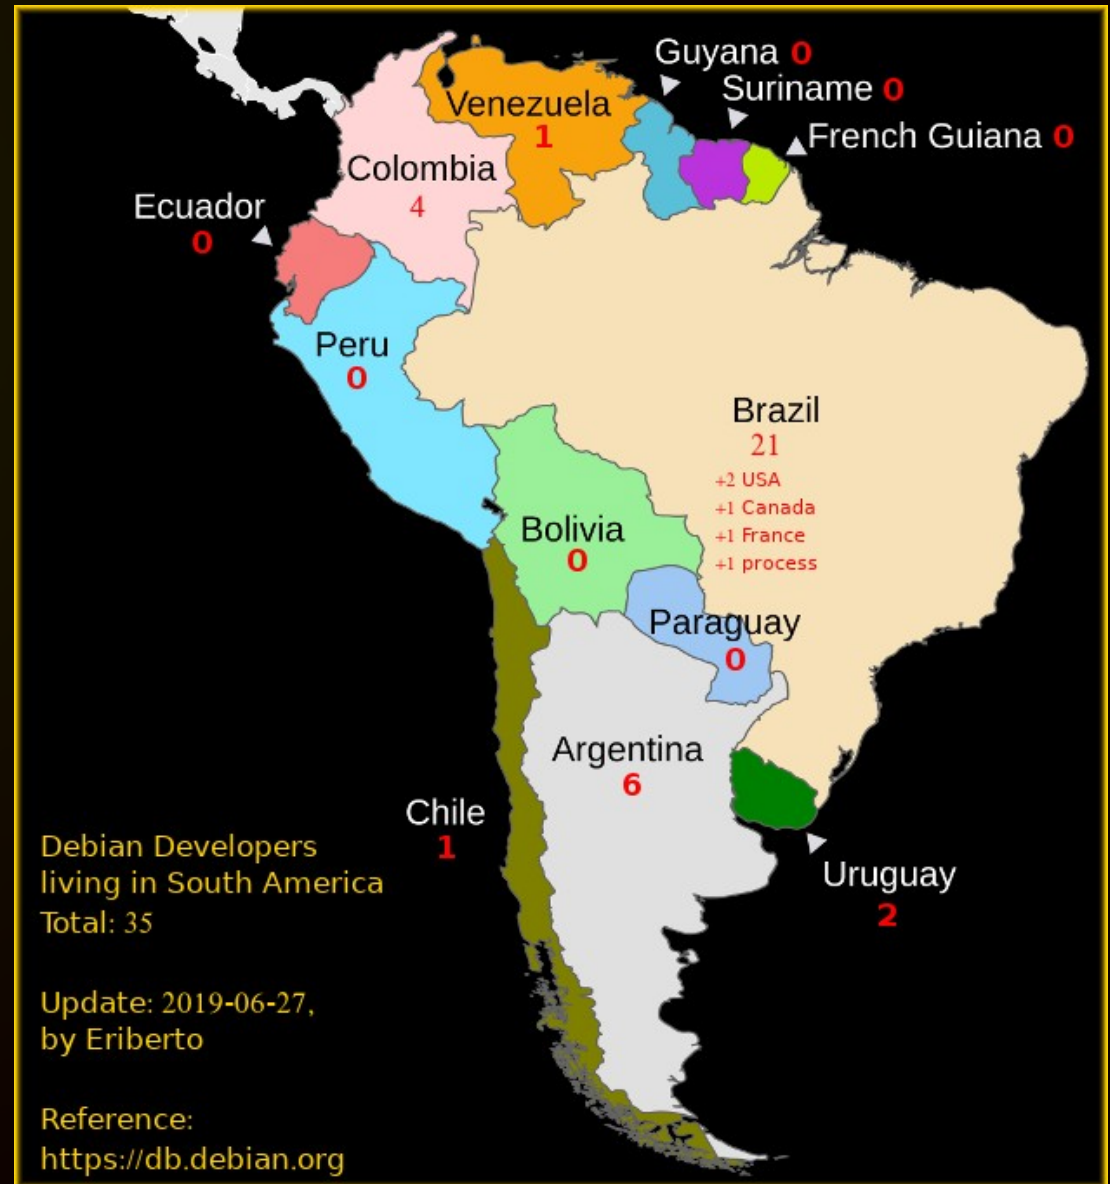 Guyana 0
Suriname 0
French Guiana 0
Venezuela
1
Colombia
4
Ecuador
0
Peru
0
Brazil
21
+2 USA
+1 Canada
+1 France
+1 process
Bolivia
0
Paraguay
0
Argentina
6
Chile
1
Uruguay
2
Debian Developers
living in South America
Total: 35
Update: 2019-06-27,
by Eriberto
Reference:
https://db.debian.org